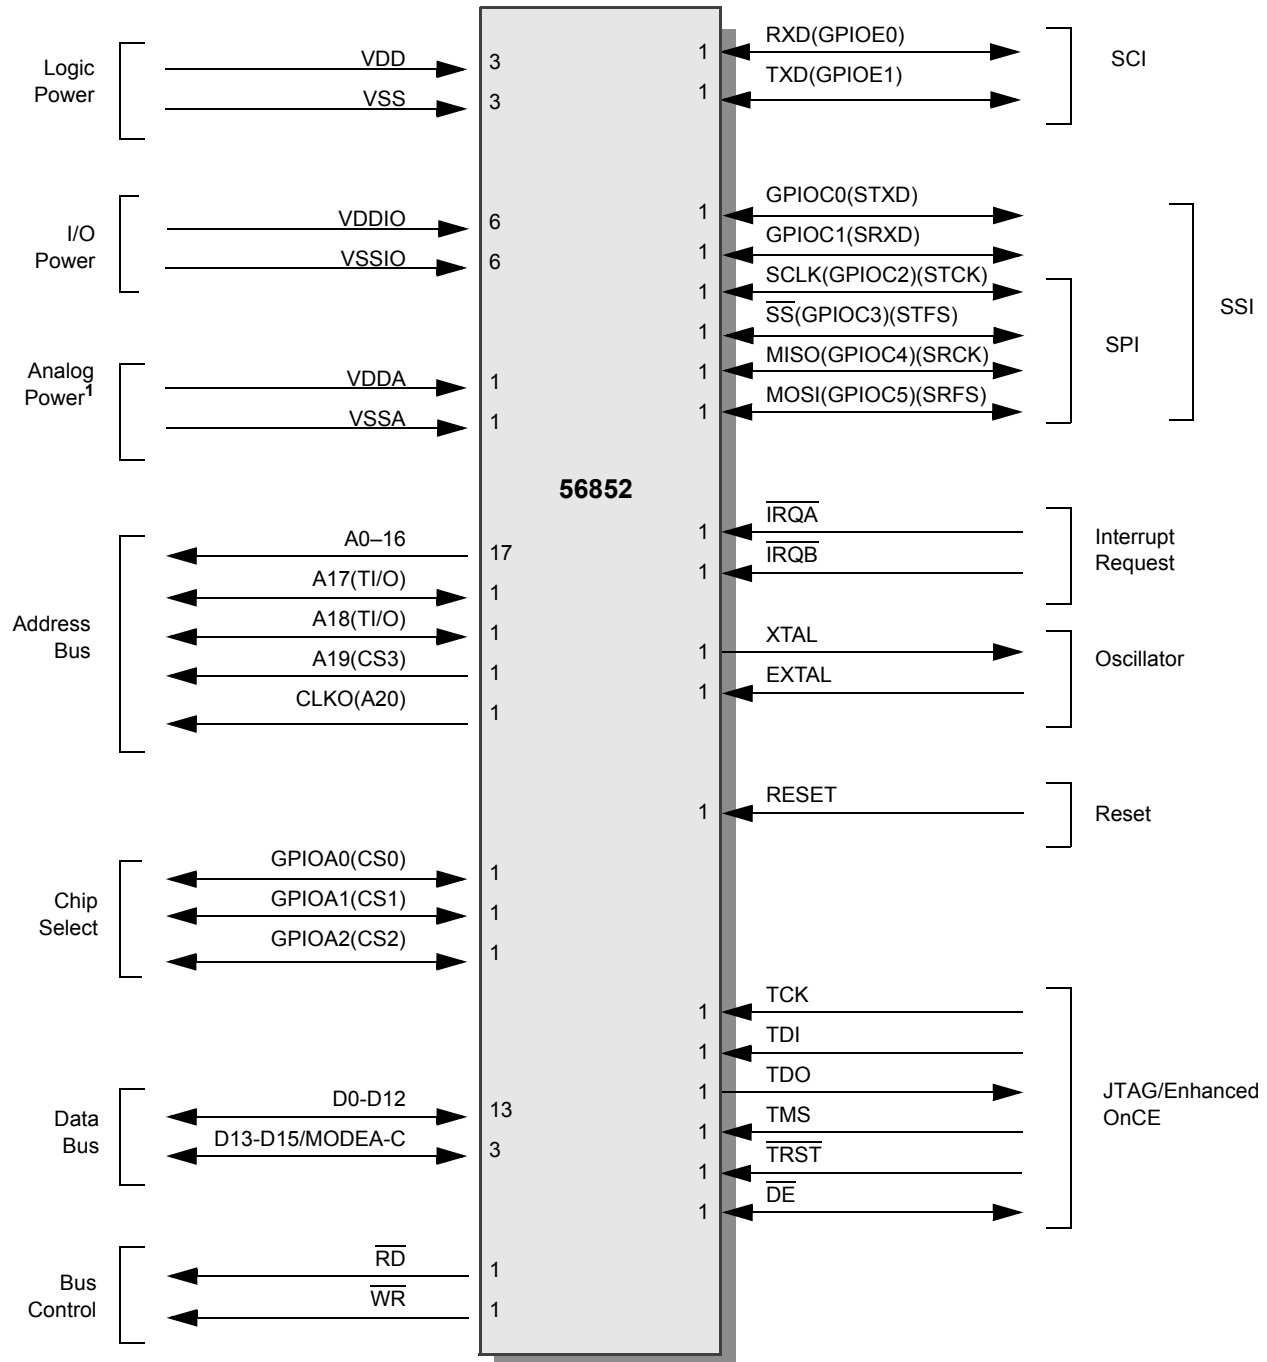 Logic
Power
VDD
3
VSS
3
I/O
Power
VDDIO
6
VSSIO
6
Analog
Power1
VDDA
1
VSSA
1
Address
Bus
A0–16
17
A17(TI/O)
1
A18(TI/O)
1
A19(CS3)
1
CLKO(A20)
1
Chip
Select
GPIOA0(CS0)
1
GPIOA1(CS1)
1
GPIOA2(CS2)
1
Data
Bus
D0-D12
13
D13-D15/MODEA-C
3
Bus
Control
RD
1
WR
1
56852
1
RXD(GPIOE0)
1
TXD(GPIOE1)
SCI
1
GPIOC0(STXD)
1
GPIOC1(SRXD)
1
SCLK(GPIOC2)(STCK)
1
SS(GPIOC3)(STFS)
1
MISO(GPIOC4)(SRCK)
1
MOSI(GPIOC5)(SRFS)
SPI
SSI
1
IRQA
1
IRQB
Interrupt
Request
1
XTAL
1
EXTAL
Oscillator
1
RESET
Reset
1
TCK
1
TDI
1
TDO
1
TMS
1
TRST
1
DE
JTAG/Enhanced
OnCE